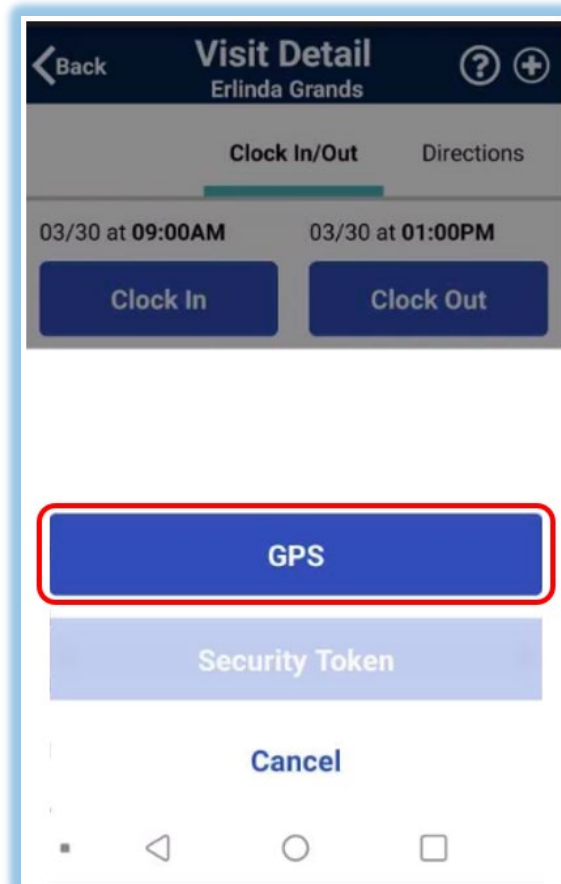 Back
Visit Detail
Erlinda Grands
?
Clock In/Out Directions
03/30 at 09:00AM 03/30 at 01:00PM
Clock In Clock Out
GPS
Security Token
Cancel